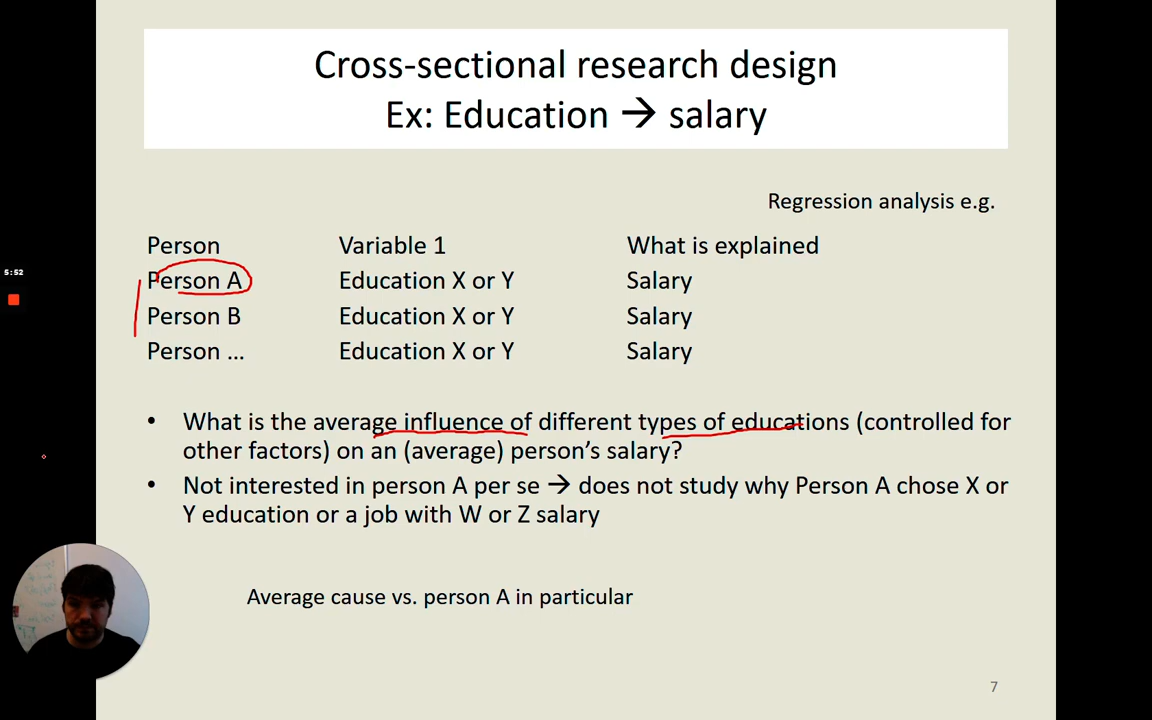 Cross-sectional research design
Ex: Education → salary
Regression analysis e.g.
Person Variable 1 What is explained
Person A Education X or Y Salary
Person B Education X or Y Salary
Person ... Education X or Y Salary
• What is the average influence of different types of educations (controlled for
other factors) on an (average) person’s salary?
• Not interested in person A per se → does not study why Person A chose X or
Y education or a job with W or Z salary
Average cause vs. person A in particular
5:52
7